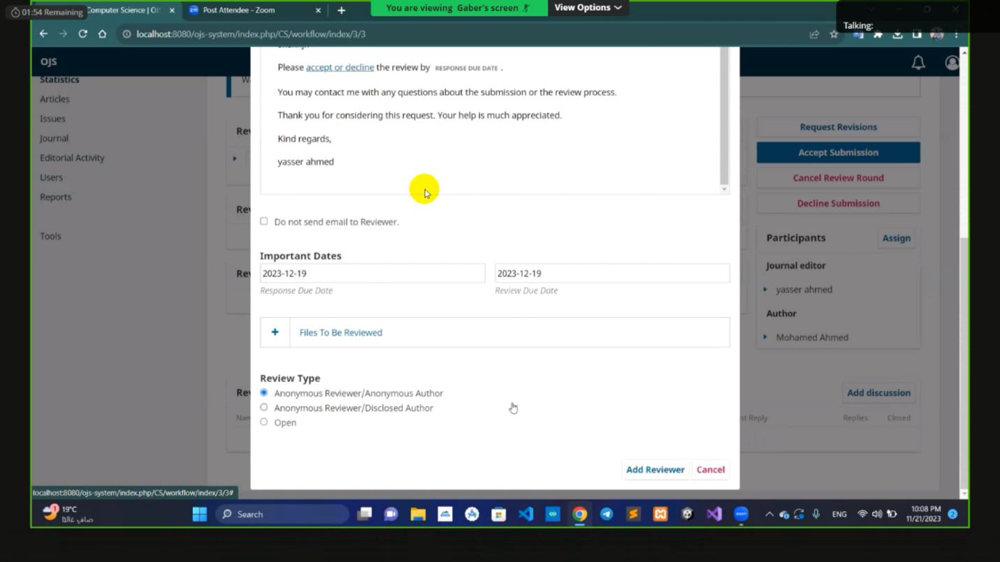 01:54 Remaining
Computer Science | OJ
Post Attendee - Zoom
You are viewing Gaber's screen
View Options
Talking:
localhost:8080/ojs-system/index.php/CS/workflow/index/3/3
OJS
Statistics
Articles
Issues
Journal
Editorial Activity
Users
Reports
Tools
Please accept or decline the review by RESPONSE DUE DATE .
You may contact me with any questions about the submission or the review process.
Thank you for considering this request. Your help is much appreciated.
Kind regards,
yasser ahmed
Do not send email to Reviewer.
Important Dates
2023-12-19
2023-12-19
Response Due Date
Review Due Date
Files To Be Reviewed
Review Type
Anonymous Reviewer/Anonymous Author
Anonymous Reviewer/Disclosed Author
Open
Add Reviewer
Cancel
Request Revisions
Accept Submission
Cancel Review Round
Decline Submission
Participants
Assign
Journal editor
yasser ahmed
Author
Mohamed Ahmed
Add discussion
Replies
Closed
localhost:8080/ojs-system/index.php/CS/workflow/index/3/3#
1
19°C
صافي غالبًا
Search
ENG
10:08 PM
11/21/2023
2